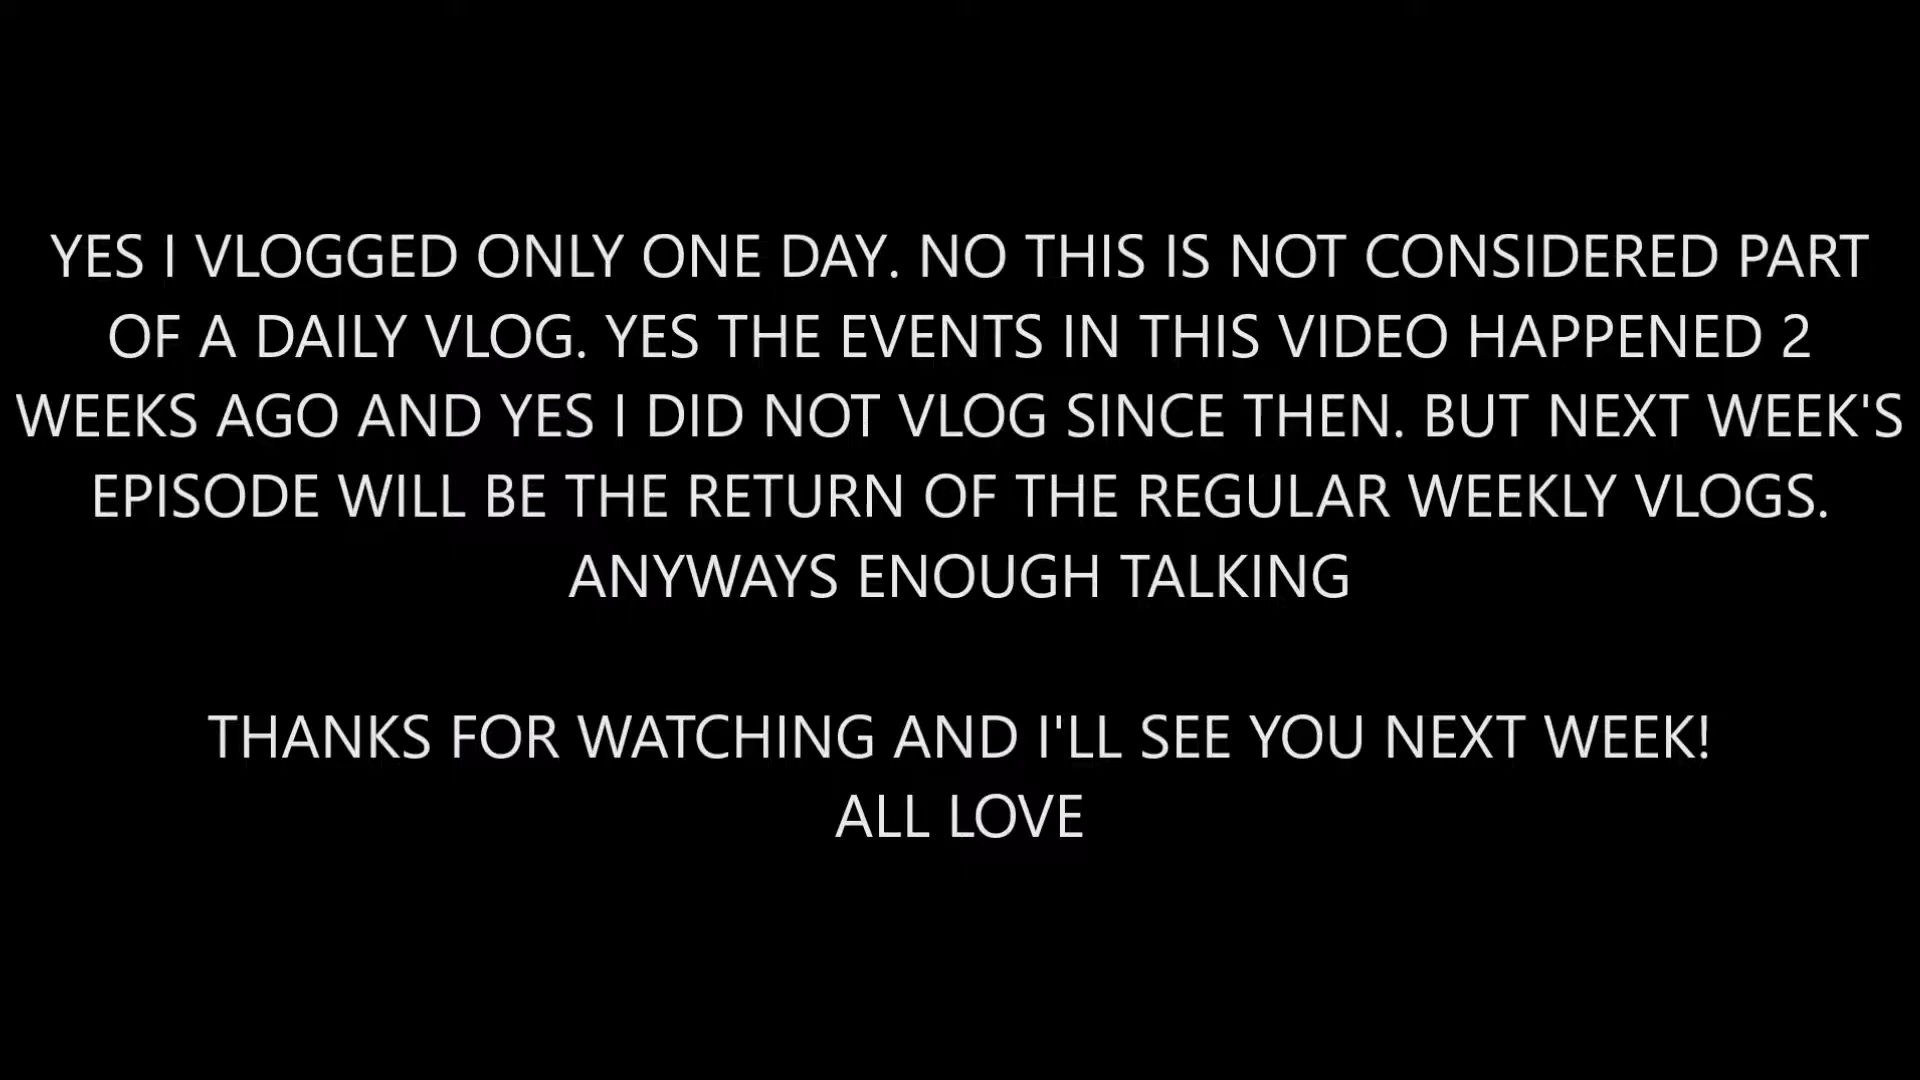 YES I VLOGGED ONLY ONE DAY. NO THIS IS NOT CONSIDERED PART
OF A DAILY VLOG. YES THE EVENTS IN THIS VIDEO HAPPENED 2
WEEKS AGO AND YES I DID NOT VLOG SINCE THEN. BUT NEXT WEEK'S
EPISODE WILL BE THE RETURN OF THE REGULAR WEEKLY VLOGS.
ANYWAYS ENOUGH TALKING
THANKS FOR WATCHING AND I'LL SEE YOU NEXT WEEK!
ALL LOVE